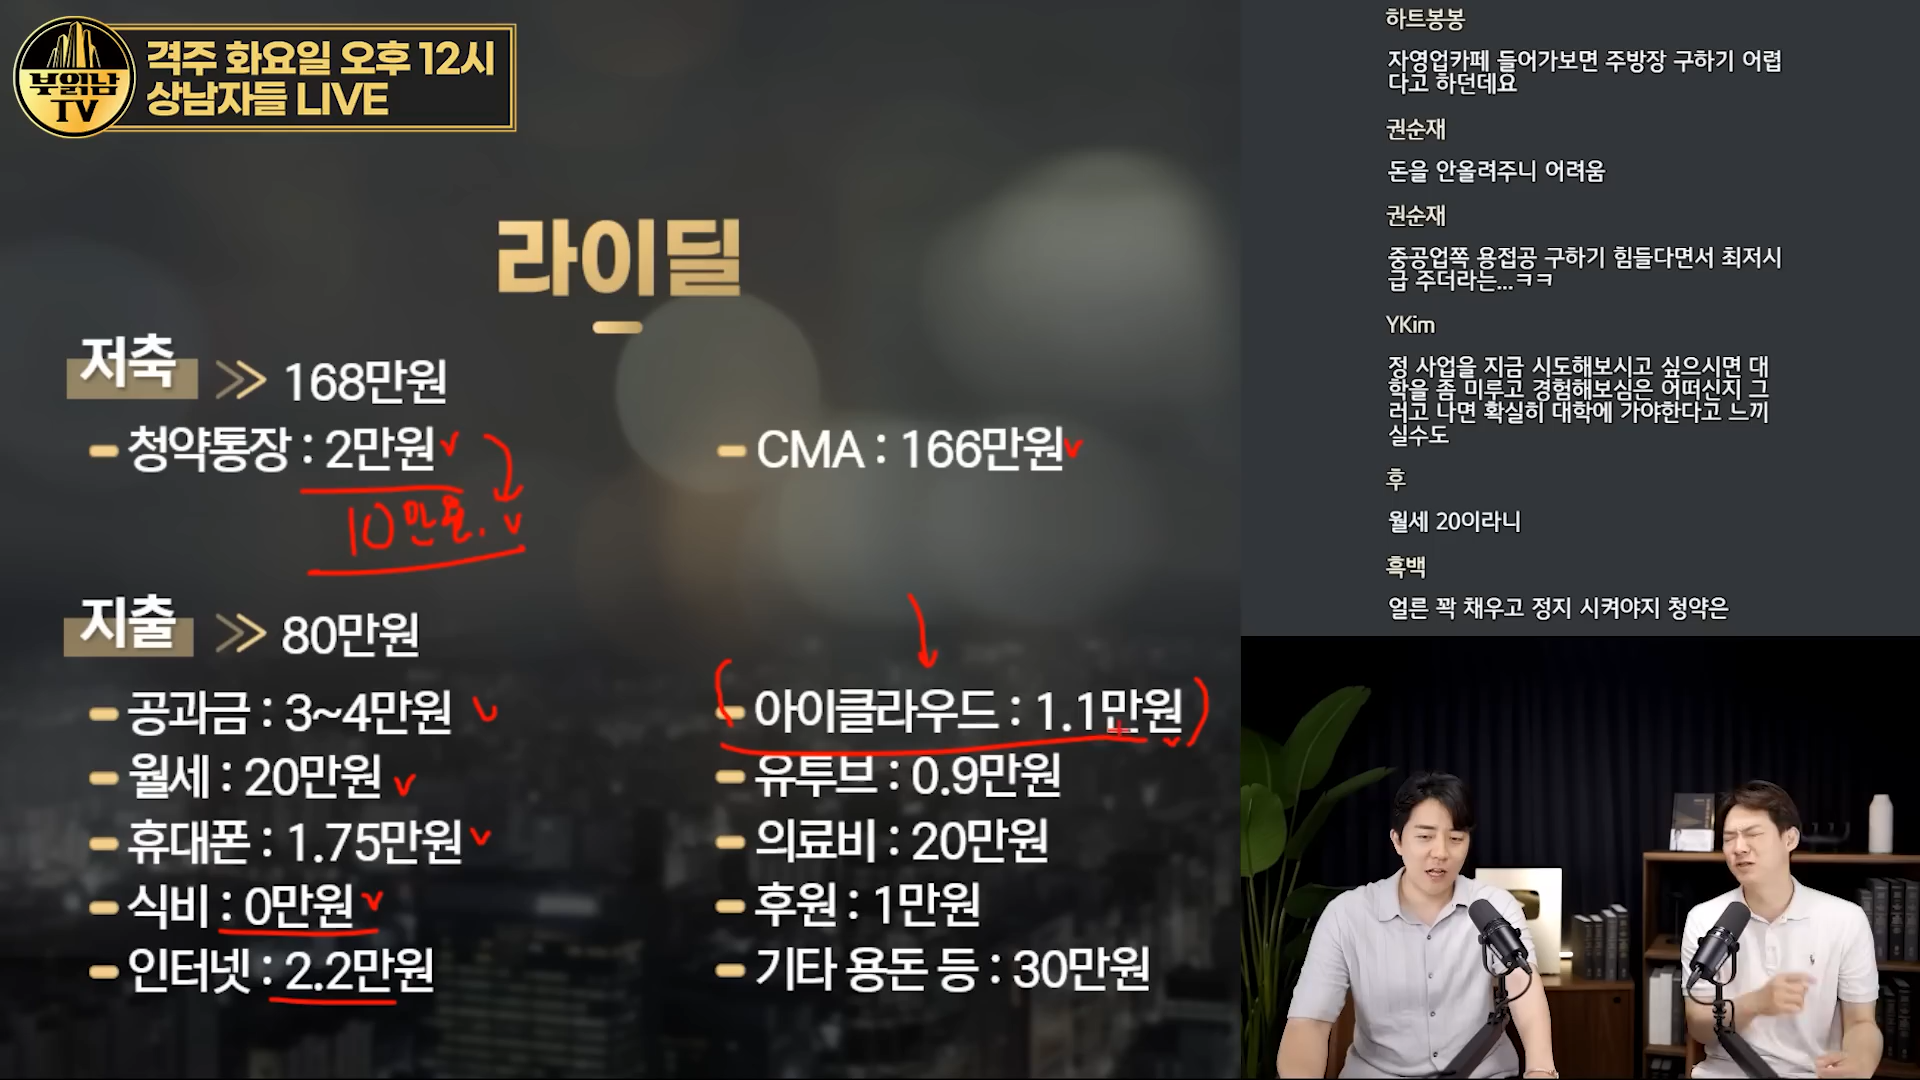 부읽남
TV
격주 화요일 오후 12시
상남자들 LIVE
라이딜
저축 168만원
청약통장 : 2만원
10만원.
CMA : 166만원
지출 80만원
공과금 : 3~4만원
월세 : 20만원
휴대폰 : 1.75만원
식비 : 0만원
인터넷 : 2.2만원
아이클라우드 : 1.1만원
유투브 : 0.9만원
의료비 : 20만원
후원 : 1만원
기타 용돈 등 : 30만원
하트봉봉
자영업카페 들어가보면 주방장 구하기 어렵
다고 하던데요
권순재
돈을 안올려주니 어려움
권순재
중공업쪽 용접공 구하기 힘들다면서 최저시
급 주더라는...ㅋㅋ
YKim
정 사업을 지금 시도해보시고 싶으시면 대
학을 좀 미루고 경험해보심은 어떠신지 그
러고 나면 확실히 대학에 가야한다고 느끼
실수도
후
월세 20이라니
흑백
얼른 꽉 채우고 정지 시켜야지 청약은